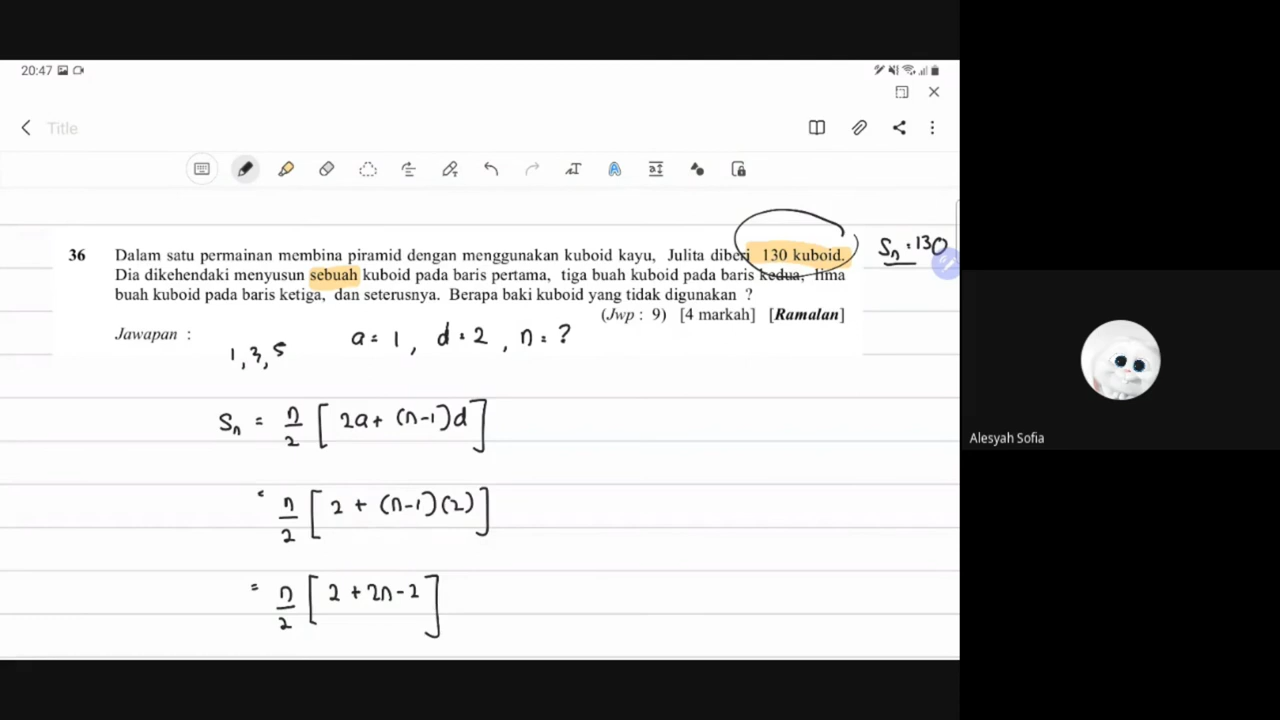 20:47
Title
36 Dalam satu permainan membina piramid dengan menggunakan kuboid kayu, Julita diberi 130 kuboid. Sn = 130
Dia dikehendaki menyusun sebuah kuboid pada baris pertama, tiga buah kuboid pada baris kedua, lima
buah kuboid pada baris ketiga, dan seterusnya. Berapa baki kuboid yang tidak digunakan ?
(Jwp : 9) [4 markah] [Ramalan]
Jawapan :
a = 1 , d = 2 , n = ?
1, 3, 5
Sn = n/2 [ 2a + (n-1)d ]
= n/2 [ 2 + (n-1)(2) ]
= n/2 [ 2 + 2n - 2 ]
Alesyah Sofia